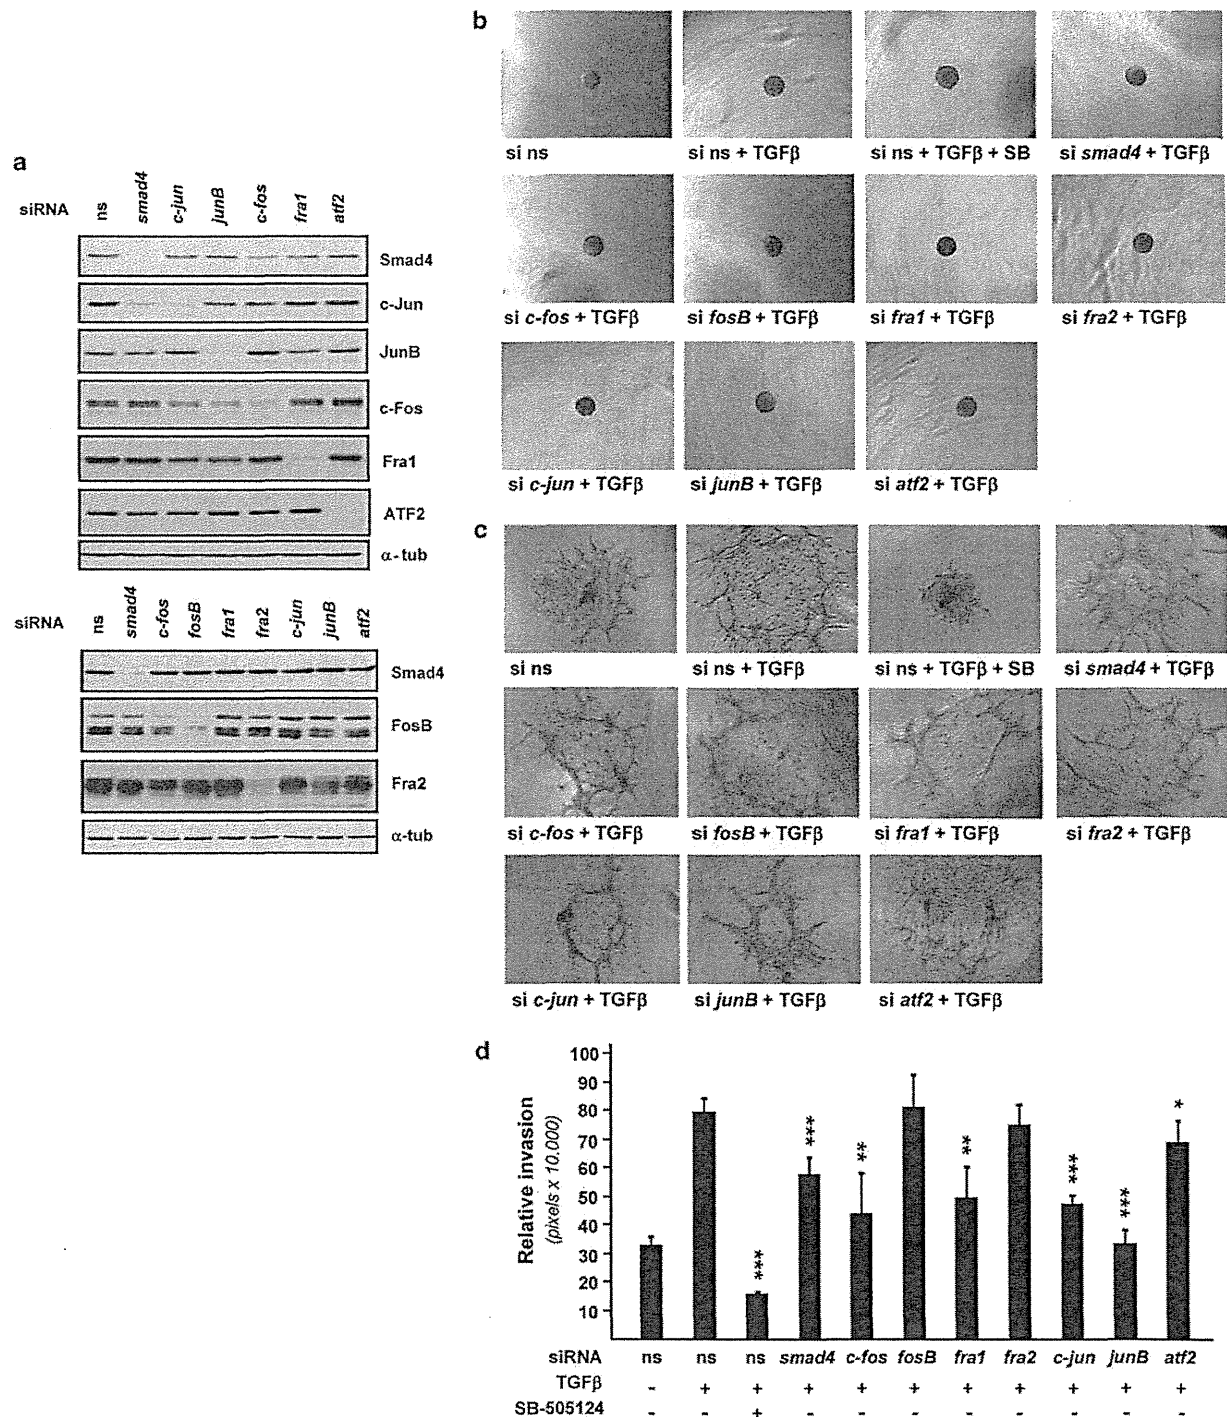 a
siRNA ns smad4 c-jun junB c-fos fra1 atf2
Smad4
c-Jun
JunB
c-Fos
Fra1
ATF2
α-tub
siRNA ns smad4 c-fos fosB fra1 fra2 c-jun junB atf2
Smad4
FosB
Fra2
α-tub
b
si ns si ns + TGFβ si ns + TGFβ + SB si smad4 + TGFβ
si c-fos + TGFβ si fosB + TGFβ si fra1 + TGFβ si fra2 + TGFβ
si c-jun + TGFβ si junB + TGFβ si atf2 + TGFβ
c
si ns si ns + TGFβ si ns + TGFβ + SB si smad4 + TGFβ
si c-fos + TGFβ si fosB + TGFβ si fra1 + TGFβ si fra2 + TGFβ
si c-jun + TGFβ si junB + TGFβ si atf2 + TGFβ
d
Relative invasion
(pixels x 10.000)
100
90
80
70
60
50
40
30
20
10
*** *** ** ** *** *** *
siRNA ns ns ns smad4 c-fos fosB fra1 fra2 c-jun junB atf2
TGFβ - + + + + + + + + + +
SB-505124 - - + - - - - - - - -